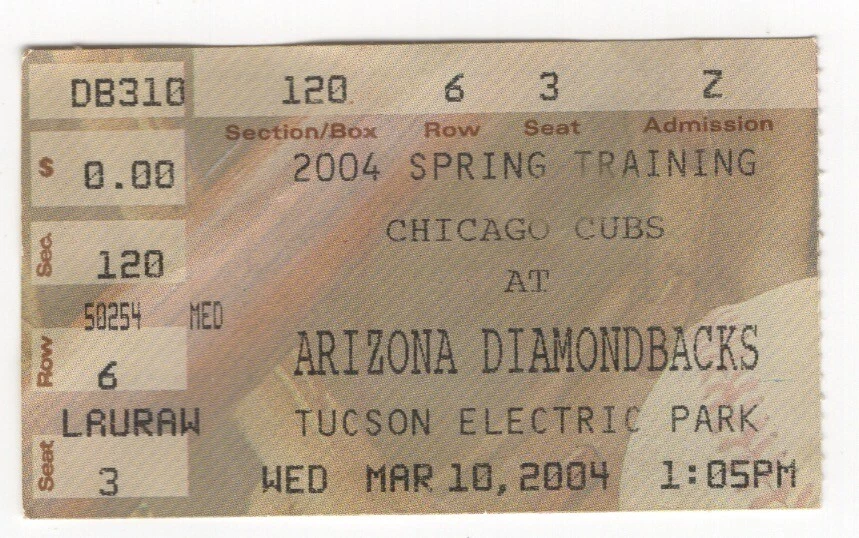 DB310 120 6 3 Z
Section/Box Row Seat Admission
$ 0.00
2004 SPRING TRAINING
CHICAGO CUBS
Sec. 120
AT
50254 MED
ARIZONA DIAMONDBACKS
Row 6
LAURAW
TUCSON ELECTRIC PARK
Seat 3
WED MAR 10, 2004 1:05PM